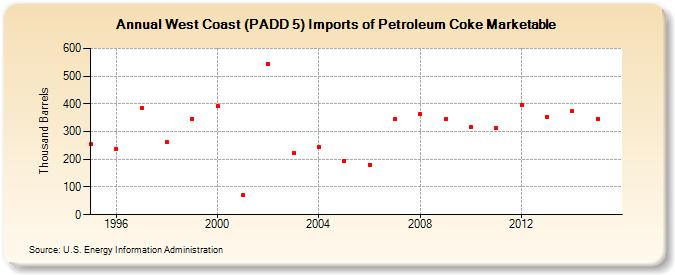 Annual West Coast (PADD 5) Imports of Petroleum Coke Marketable
Thousand Barrels
600
500
400
300
200
100
0
1996 2000 2004 2008 2012
Source: U.S. Energy Information Administration